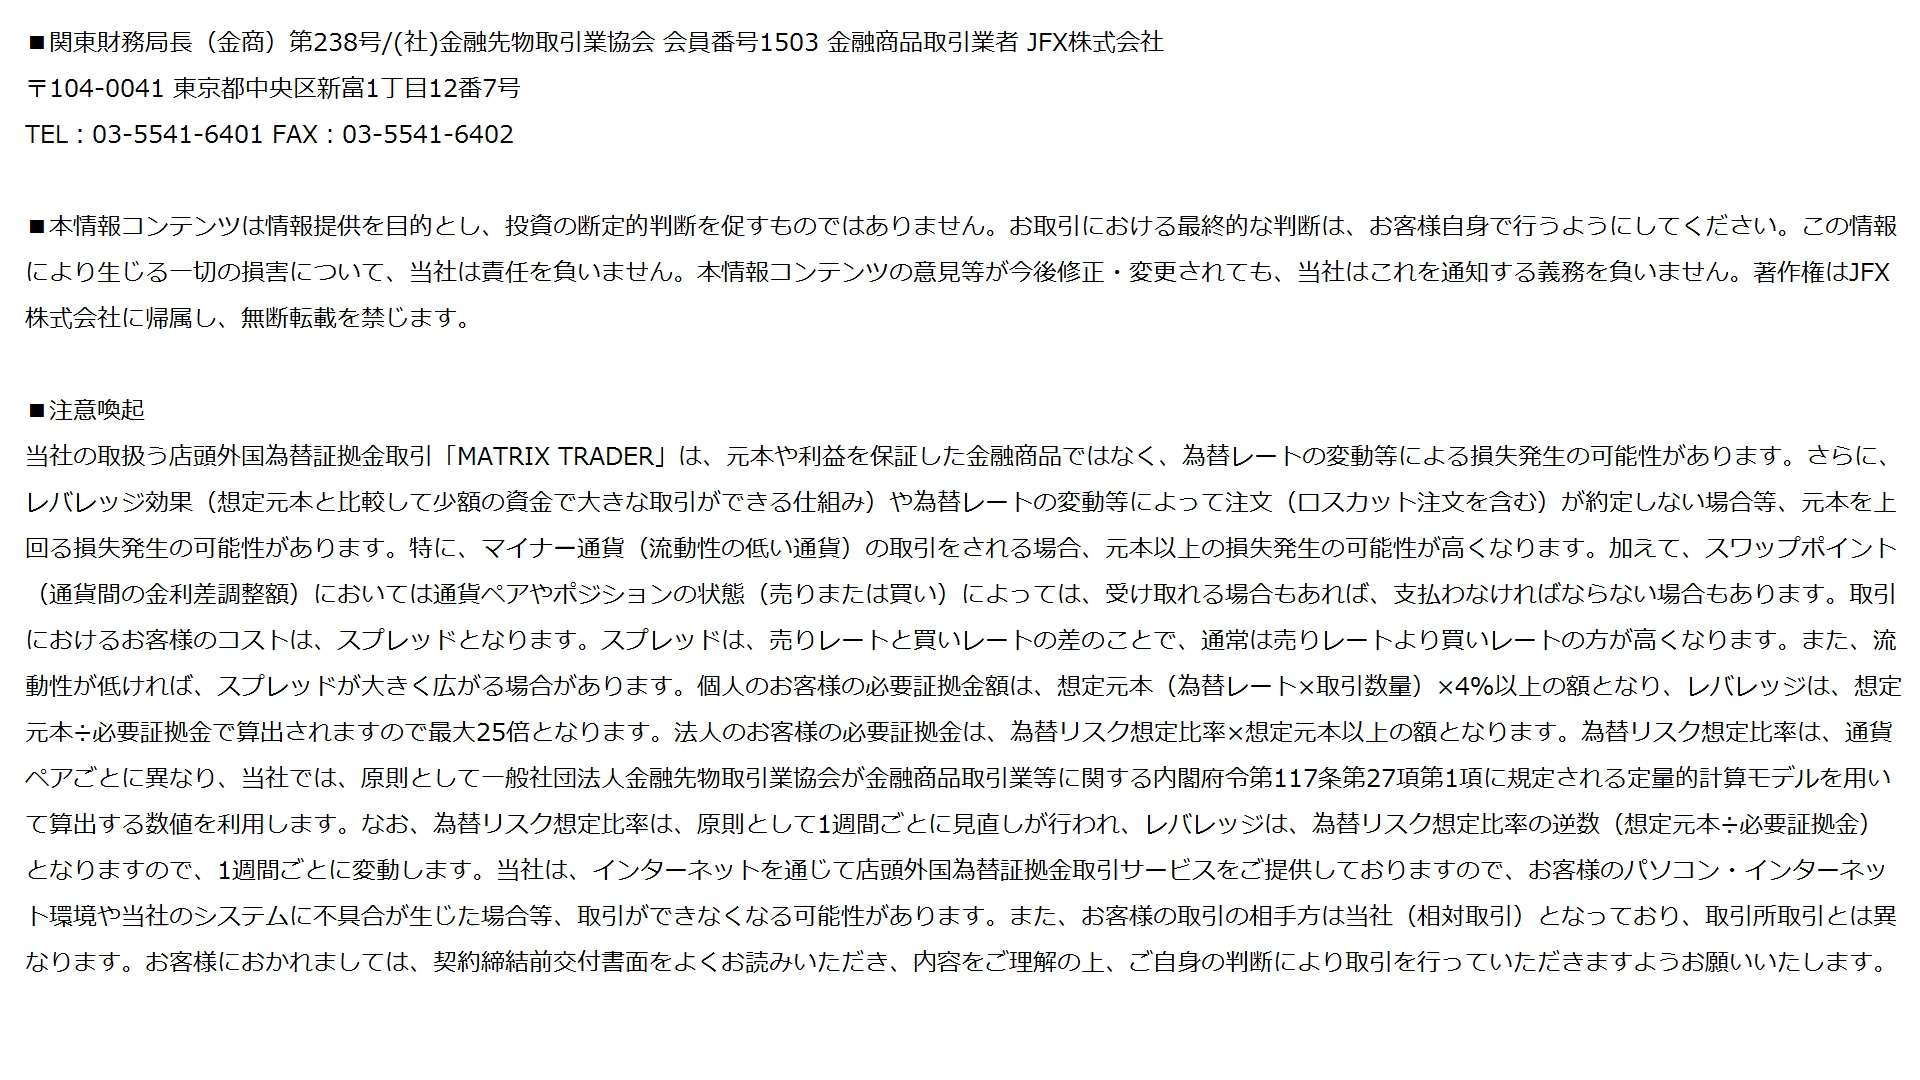 ■関東財務局長（金商）第238号/(社)金融先物取引業協会 会員番号1503 金融商品取引業者 JFX株式会社
〒104-0041 東京都中央区新富1丁目12番7号
TEL：03-5541-6401 FAX：03-5541-6402
■本情報コンテンツは情報提供を目的とし、投資の断定的判断を促すものではありません。お取引における最終的な判断は、お客様自身で行うようにしてください。この情報
により生じる一切の損害について、当社は責任を負いません。本情報コンテンツの意見等が今後修正・変更されても、当社はこれを通知する義務を負いません。著作権はJFX
株式会社に帰属し、無断転載を禁じます。
■注意喚起
当社の取扱う店頭外国為替証拠金取引「MATRIX TRADER」は、元本や利益を保証した金融商品ではなく、為替レートの変動等による損失発生の可能性があります。さらに、
レバレッジ効果（想定元本と比較して少額の資金で大きな取引ができる仕組み）や為替レートの変動等によって注文（ロスカット注文を含む）が約定しない場合等、元本を上
回る損失発生の可能性があります。特に、マイナー通貨（流動性の低い通貨）の取引をされる場合、元本以上の損失発生の可能性が高くなります。加えて、スワップポイント
（通貨間の金利差調整額）においては通貨ペアやポジションの状態（売りまたは買い）によっては、受け取れる場合もあれば、支払わなければならない場合もあります。取引
におけるお客様のコストは、スプレッドとなります。スプレッドは、売りレートと買いレートの差のことで、通常は売りレートより買いレートの方が高くなります。また、流
動性が低ければ、スプレッドが大きく広がる場合があります。個人のお客様の必要証拠金額は、想定元本（為替レート×取引数量）×4%以上の額となり、レバレッジは、想定
元本÷必要証拠金で算出されますので最大25倍となります。法人のお客様の必要証拠金は、為替リスク想定比率×想定元本以上の額となります。為替リスク想定比率は、通貨
ペアごとに異なり、当社では、原則として一般社団法人金融先物取引業協会が金融商品取引業等に関する内閣府令第117条第27項第1項に規定される定量的計算モデルを用い
て算出する数値を利用します。なお、為替リスク想定比率は、原則として1週間ごとに見直しが行われ、レバレッジは、為替リスク想定比率の逆数（想定元本÷必要証拠金）
となりますので、1週間ごとに変動します。当社は、インターネットを通じて店頭外国為替証拠金取引サービスをご提供しておりますので、お客様のパソコン・インターネッ
ト環境や当社のシステムに不具合が生じた場合等、取引ができなくなる可能性があります。また、お客様の取引の相手方は当社（相対取引）となっており、取引所取引とは異
なります。お客様におかれましては、契約締結前交付書面をよくお読みいただき、内容をご理解の上、ご自身の判断により取引を行っていただきますようお願いいたします。